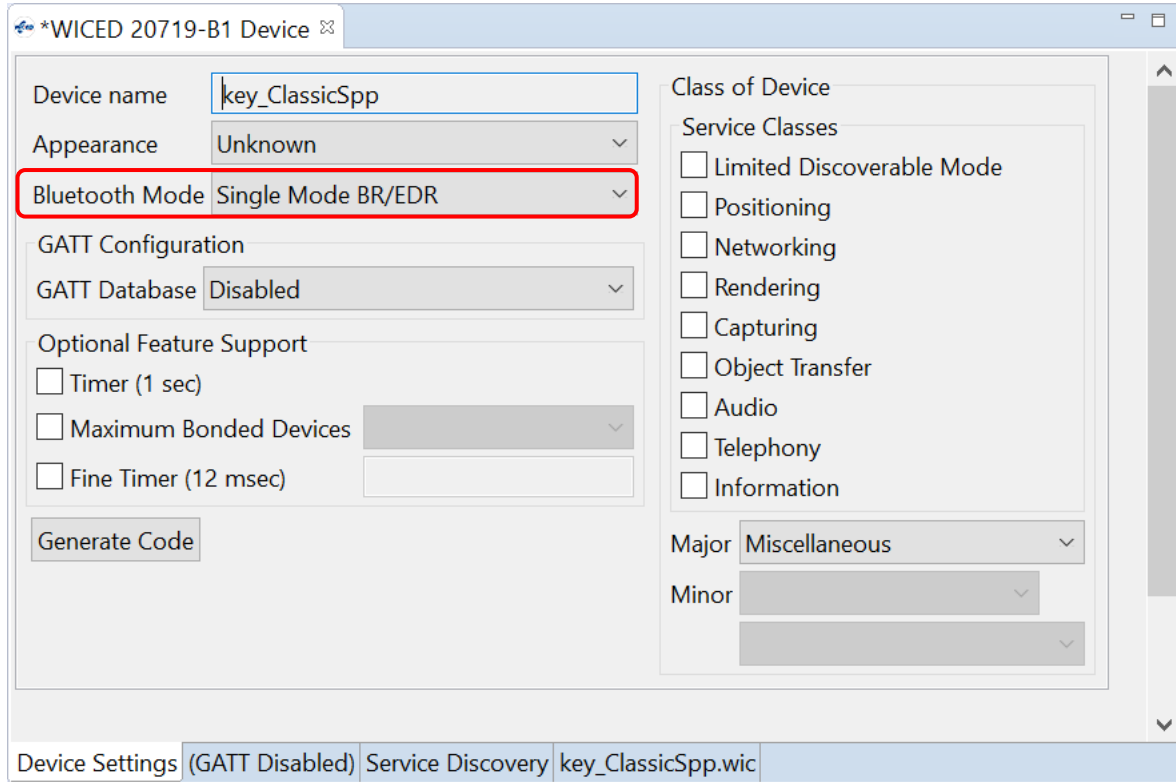 *WICED 20719-B1 Device
Device name key_ClassicSpp
Appearance Unknown
Bluetooth Mode Single Mode BR/EDR
GATT Configuration
GATT Database Disabled
Optional Feature Support
Timer (1 sec)
Maximum Bonded Devices
Fine Timer (12 msec)
Generate Code
Class of Device
Service Classes
Limited Discoverable Mode
Positioning
Networking
Rendering
Capturing
Object Transfer
Audio
Telephony
Information
Major Miscellaneous
Minor
Device Settings (GATT Disabled) Service Discovery key_ClassicSpp.wic